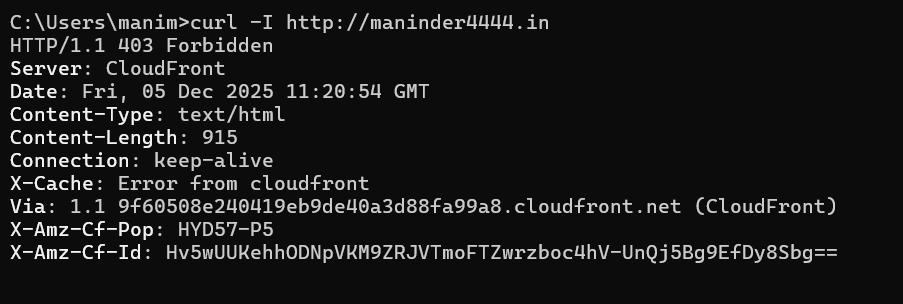 C:\Users\manim>curl -I http://maninder4444.in
HTTP/1.1 403 Forbidden
Server: CloudFront
Date: Fri, 05 Dec 2025 11:20:54 GMT
Content-Type: text/html
Content-Length: 915
Connection: keep-alive
X-Cache: Error from cloudfront
Via: 1.1 9f60508e240419eb9de40a3d88fa99a8.cloudfront.net (CloudFront)
X-Amz-Cf-Pop: HYD57-P5
X-Amz-Cf-Id: Hv5wUUKehhODNpVKM9ZRJVTmoFTZwrzboc4hV-UnQj5Bg9EfDy8Sbg==